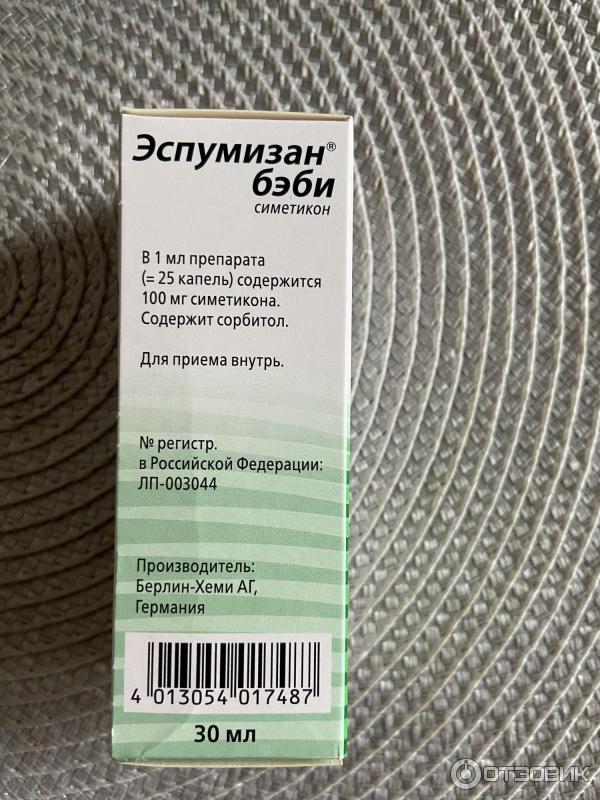 Эспумизан®
бэби
симетикон
В 1 мл препарата
(= 25 капель) содержится
100 мг симетикона.
Содержит сорбитол.
Для приема внутрь.
№ регистр.
в Российской Федерации:
ЛП-003044
Производитель:
Берлин-Хеми АГ,
Германия
4 013054 017487
30 мл
ОТЗОВИК